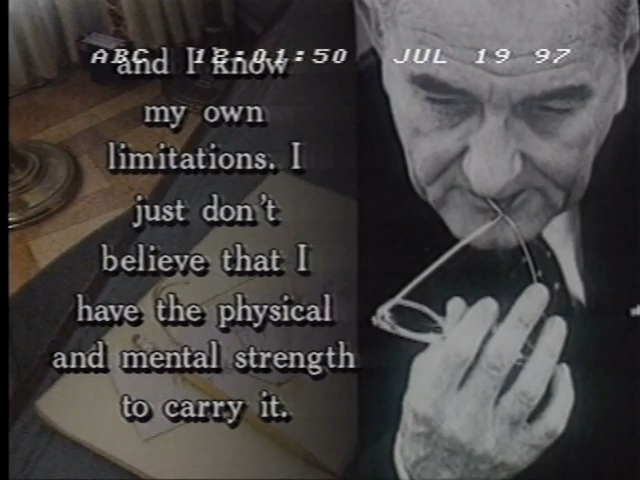 ABC 18:01:50 JUL 19 97
and I know
my own
limitations. I
just don't
believe that I
have the physical
and mental strength
to carry it.